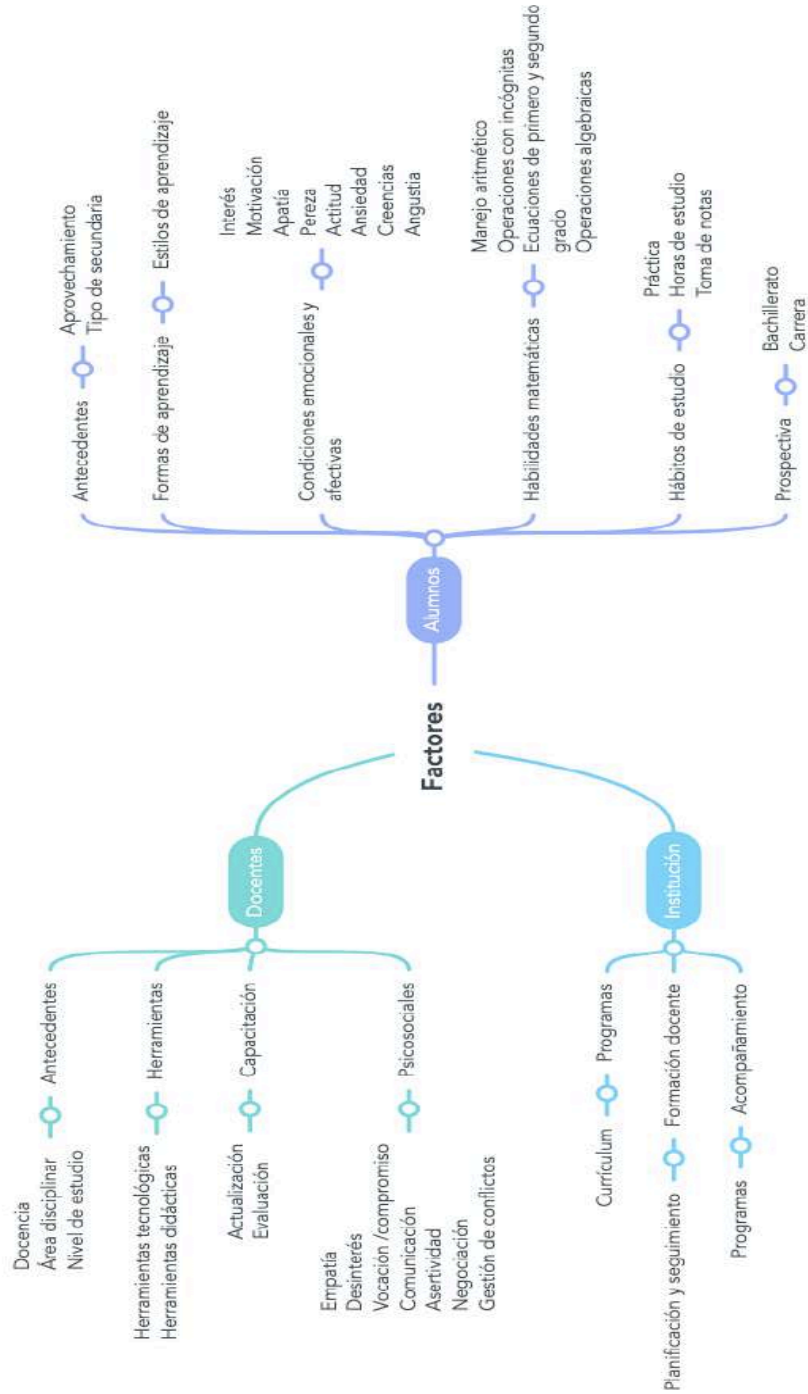 Factores
Docentes
Docencia
Área disciplinar
Nivel de estudio
Antecedentes
Herramientas tecnológicas
Herramientas didácticas
Herramientas
Actualización
Evaluación
Capacitación
Empatía
Desinterés
Vocación /compromiso
Comunicación
Asertividad
Negociación
Gestión de conflictos
Psicosociales
Institución
Currículum
Programas
Planificación y seguimiento
Formación docente
Programas
Acompañamiento
Alumnos
Antecedentes
Aprovechamiento
Tipo de secundaria
Formas de aprendizaje
Estilos de aprendizaje
Condiciones emocionales y
afectivas
Interés
Motivación
Apatía
Pereza
Actitud
Ansiedad
Creencias
Angustia
Habilidades matemáticas
Manejo aritmético
Operaciones con incógnitas
Ecuaciones de primero y segundo
grado
Operaciones algebraicas
Hábitos de estudio
Práctica
Horas de estudio
Toma de notas
Prospectiva
Bachillerato
Carrera